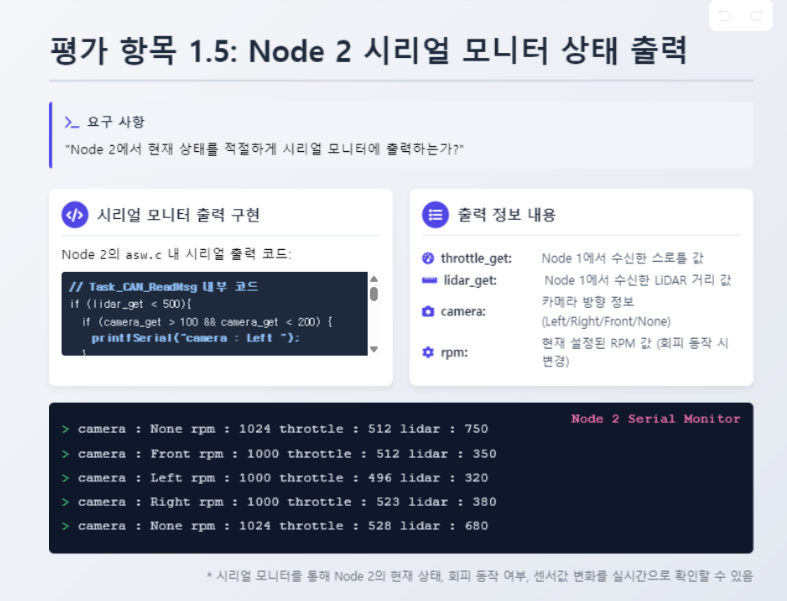 평가 항목 1.5: Node 2 시리얼 모니터 상태 출력
>_ 요구 사항
"Node 2에서 현재 상태를 적절하게 시리얼 모니터에 출력하는가?"
</> 시리얼 모니터 출력 구현
Node 2의 asw.c 내 시리얼 출력 코드:
// Task_CAN_ReadMsg 내부 코드
if (lidar_get < 500){
if (camera_get > 100 && camera_get < 200) {
printfSerial("camera : Left ");
}
출력 정보 내용
throttle_get: Node 1에서 수신한 스로틀 값
lidar_get: Node 1에서 수신한 LiDAR 거리 값
camera: 카메라 방향 정보
(Left/Right/Front/None)
rpm: 현재 설정된 RPM 값 (회피 동작 시
변경)
Node 2 Serial Monitor
> camera : None rpm : 1024 throttle : 512 lidar : 750
> camera : Front rpm : 1000 throttle : 512 lidar : 350
> camera : Left rpm : 1000 throttle : 496 lidar : 320
> camera : Right rpm : 1000 throttle : 523 lidar : 380
> camera : None rpm : 1024 throttle : 528 lidar : 680
* 시리얼 모니터를 통해 Node 2의 현재 상태, 회피 동작 여부, 센서값 변화를 실시간으로 확인할 수 있음